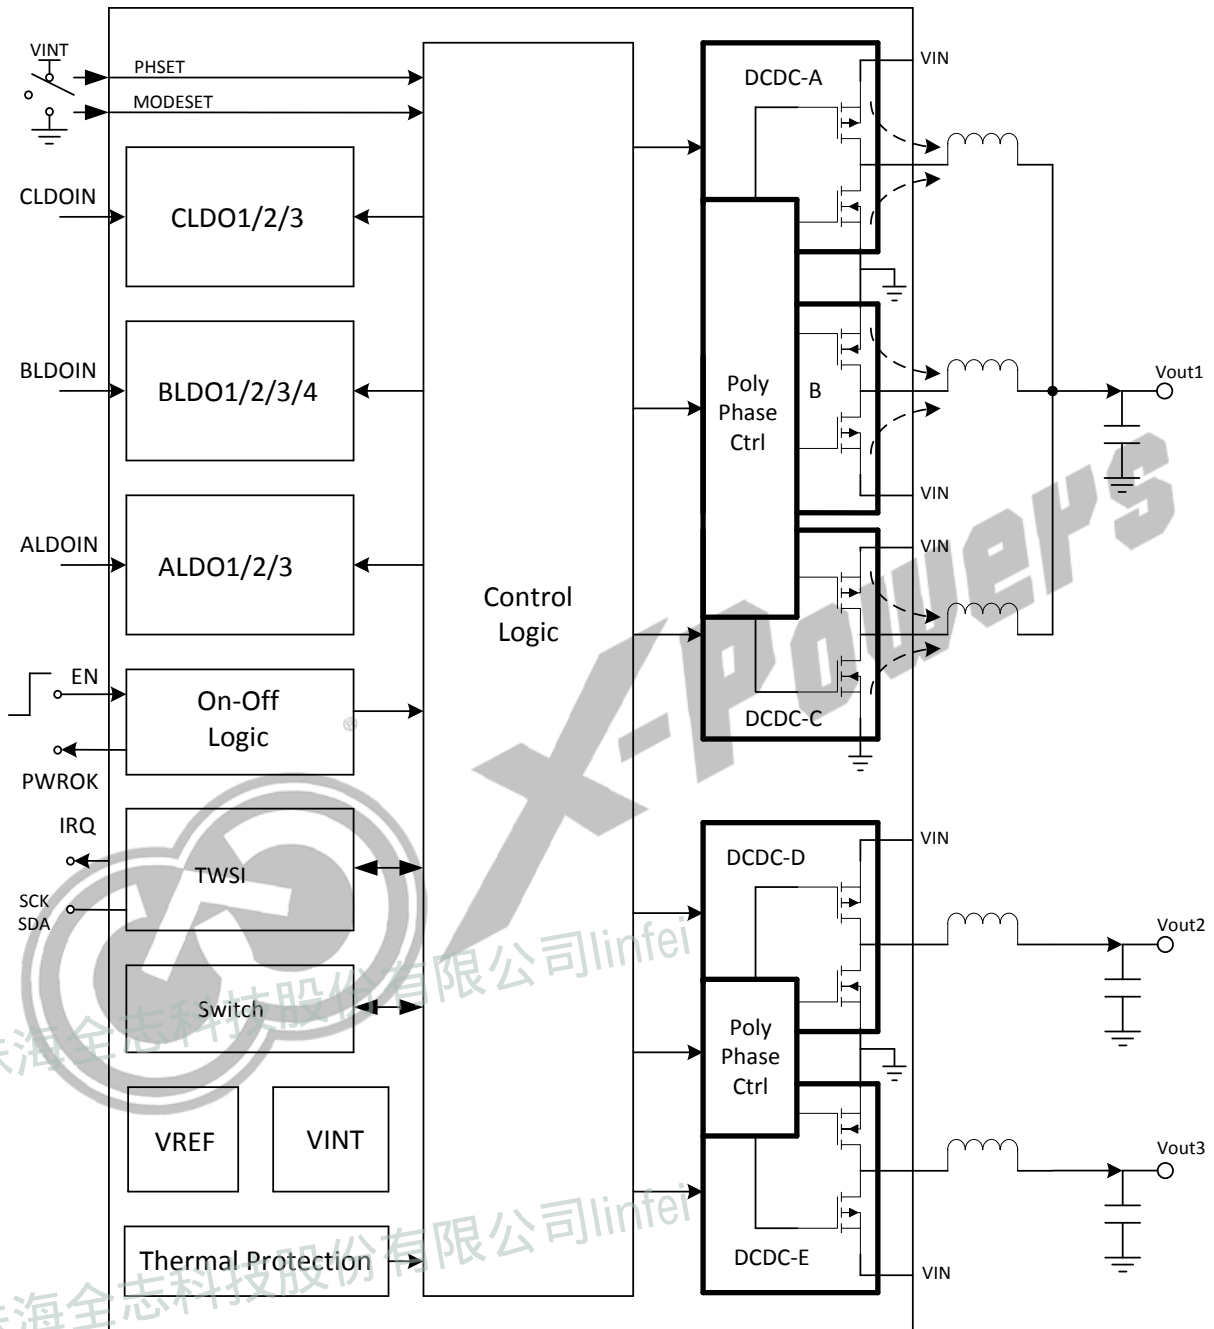 VINT
PHSET
MODESET
CLDOIN
CLDO1/2/3
BLDOIN
BLDO1/2/3/4
ALDOIN
ALDO1/2/3
EN
On-Off
Logic
PWROK
IRQ
TWSI
SCK
SDA
Switch
VREF
VINT
Thermal Protection
Control
Logic
DCDC-A
VIN
Poly
Phase
Ctrl
B
VIN
VIN
DCDC-C
Vout1
DCDC-D
VIN
Poly
Phase
Ctrl
DCDC-E
VIN
Vout2
Vout3
X-Powers
®
珠海全志科技股份有限公司linfei
珠海全志科技股份有限公司linfei